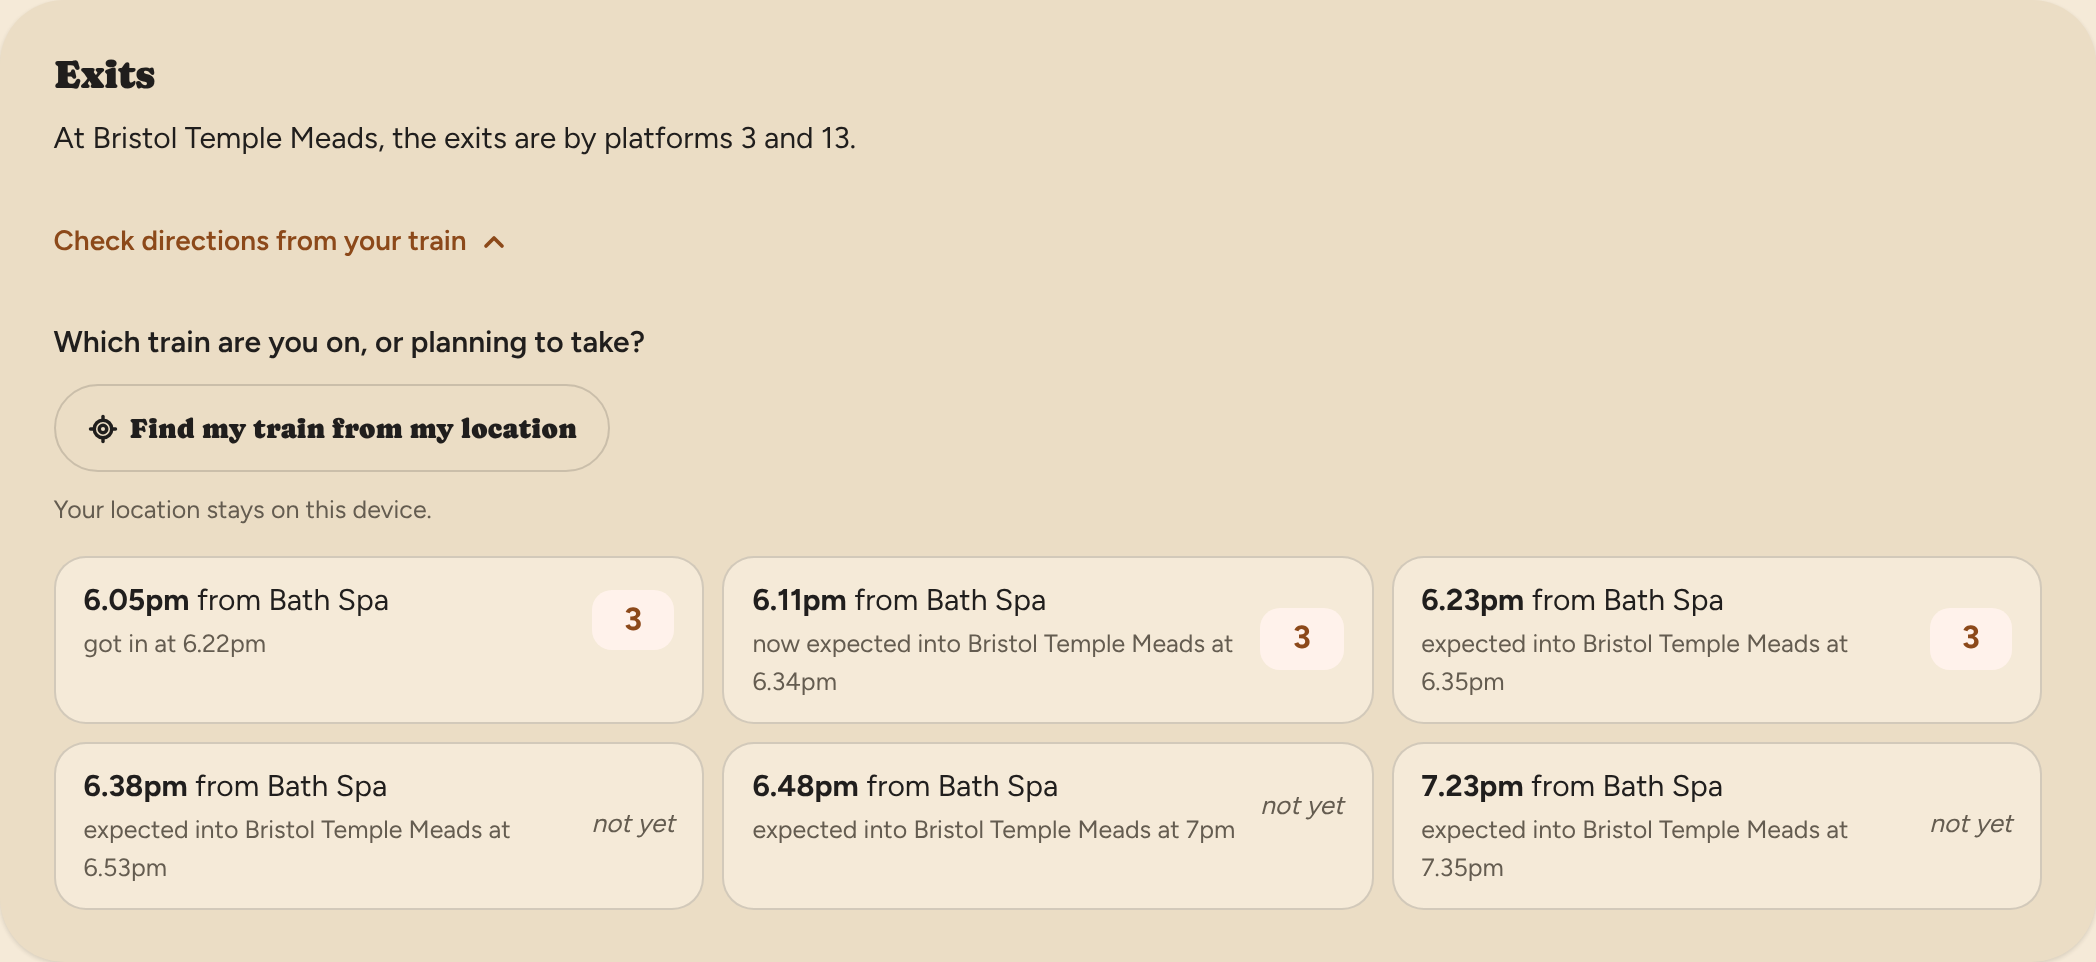 Exits
At Bristol Temple Meads, the exits are by platforms 3 and 13.
Check directions from your train
Which train are you on, or planning to take?
Find my train from my location
Your location stays on this device.
6.05pm from Bath Spa
got in at 6.22pm
3
6.11pm from Bath Spa
now expected into Bristol Temple Meads at
6.34pm
3
6.23pm from Bath Spa
expected into Bristol Temple Meads at
6.35pm
3
6.38pm from Bath Spa
expected into Bristol Temple Meads at
6.53pm
not yet
6.48pm from Bath Spa
expected into Bristol Temple Meads at 7pm
not yet
7.23pm from Bath Spa
expected into Bristol Temple Meads at
7.35pm
not yet